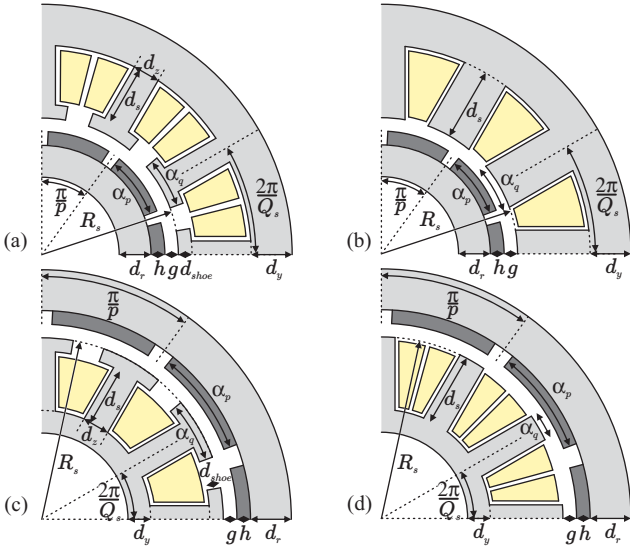 d_z
d_s
α_q
π/p
α_p
2π/Q_s
R_s
(a)
d_r h g d_shoe d_y
d_s
π/p
α_p
α_q
2π/Q_s
R_s
(b)
d_r h g d_y
π/p
d_s
α_p
d_z
α_q
R_s
d_shoe
2π/Q_s
(c)
d_y g h d_r
π/p
d_s
α_p
α_q
R_s
2π/Q_s
(d)
d_y g h d_r